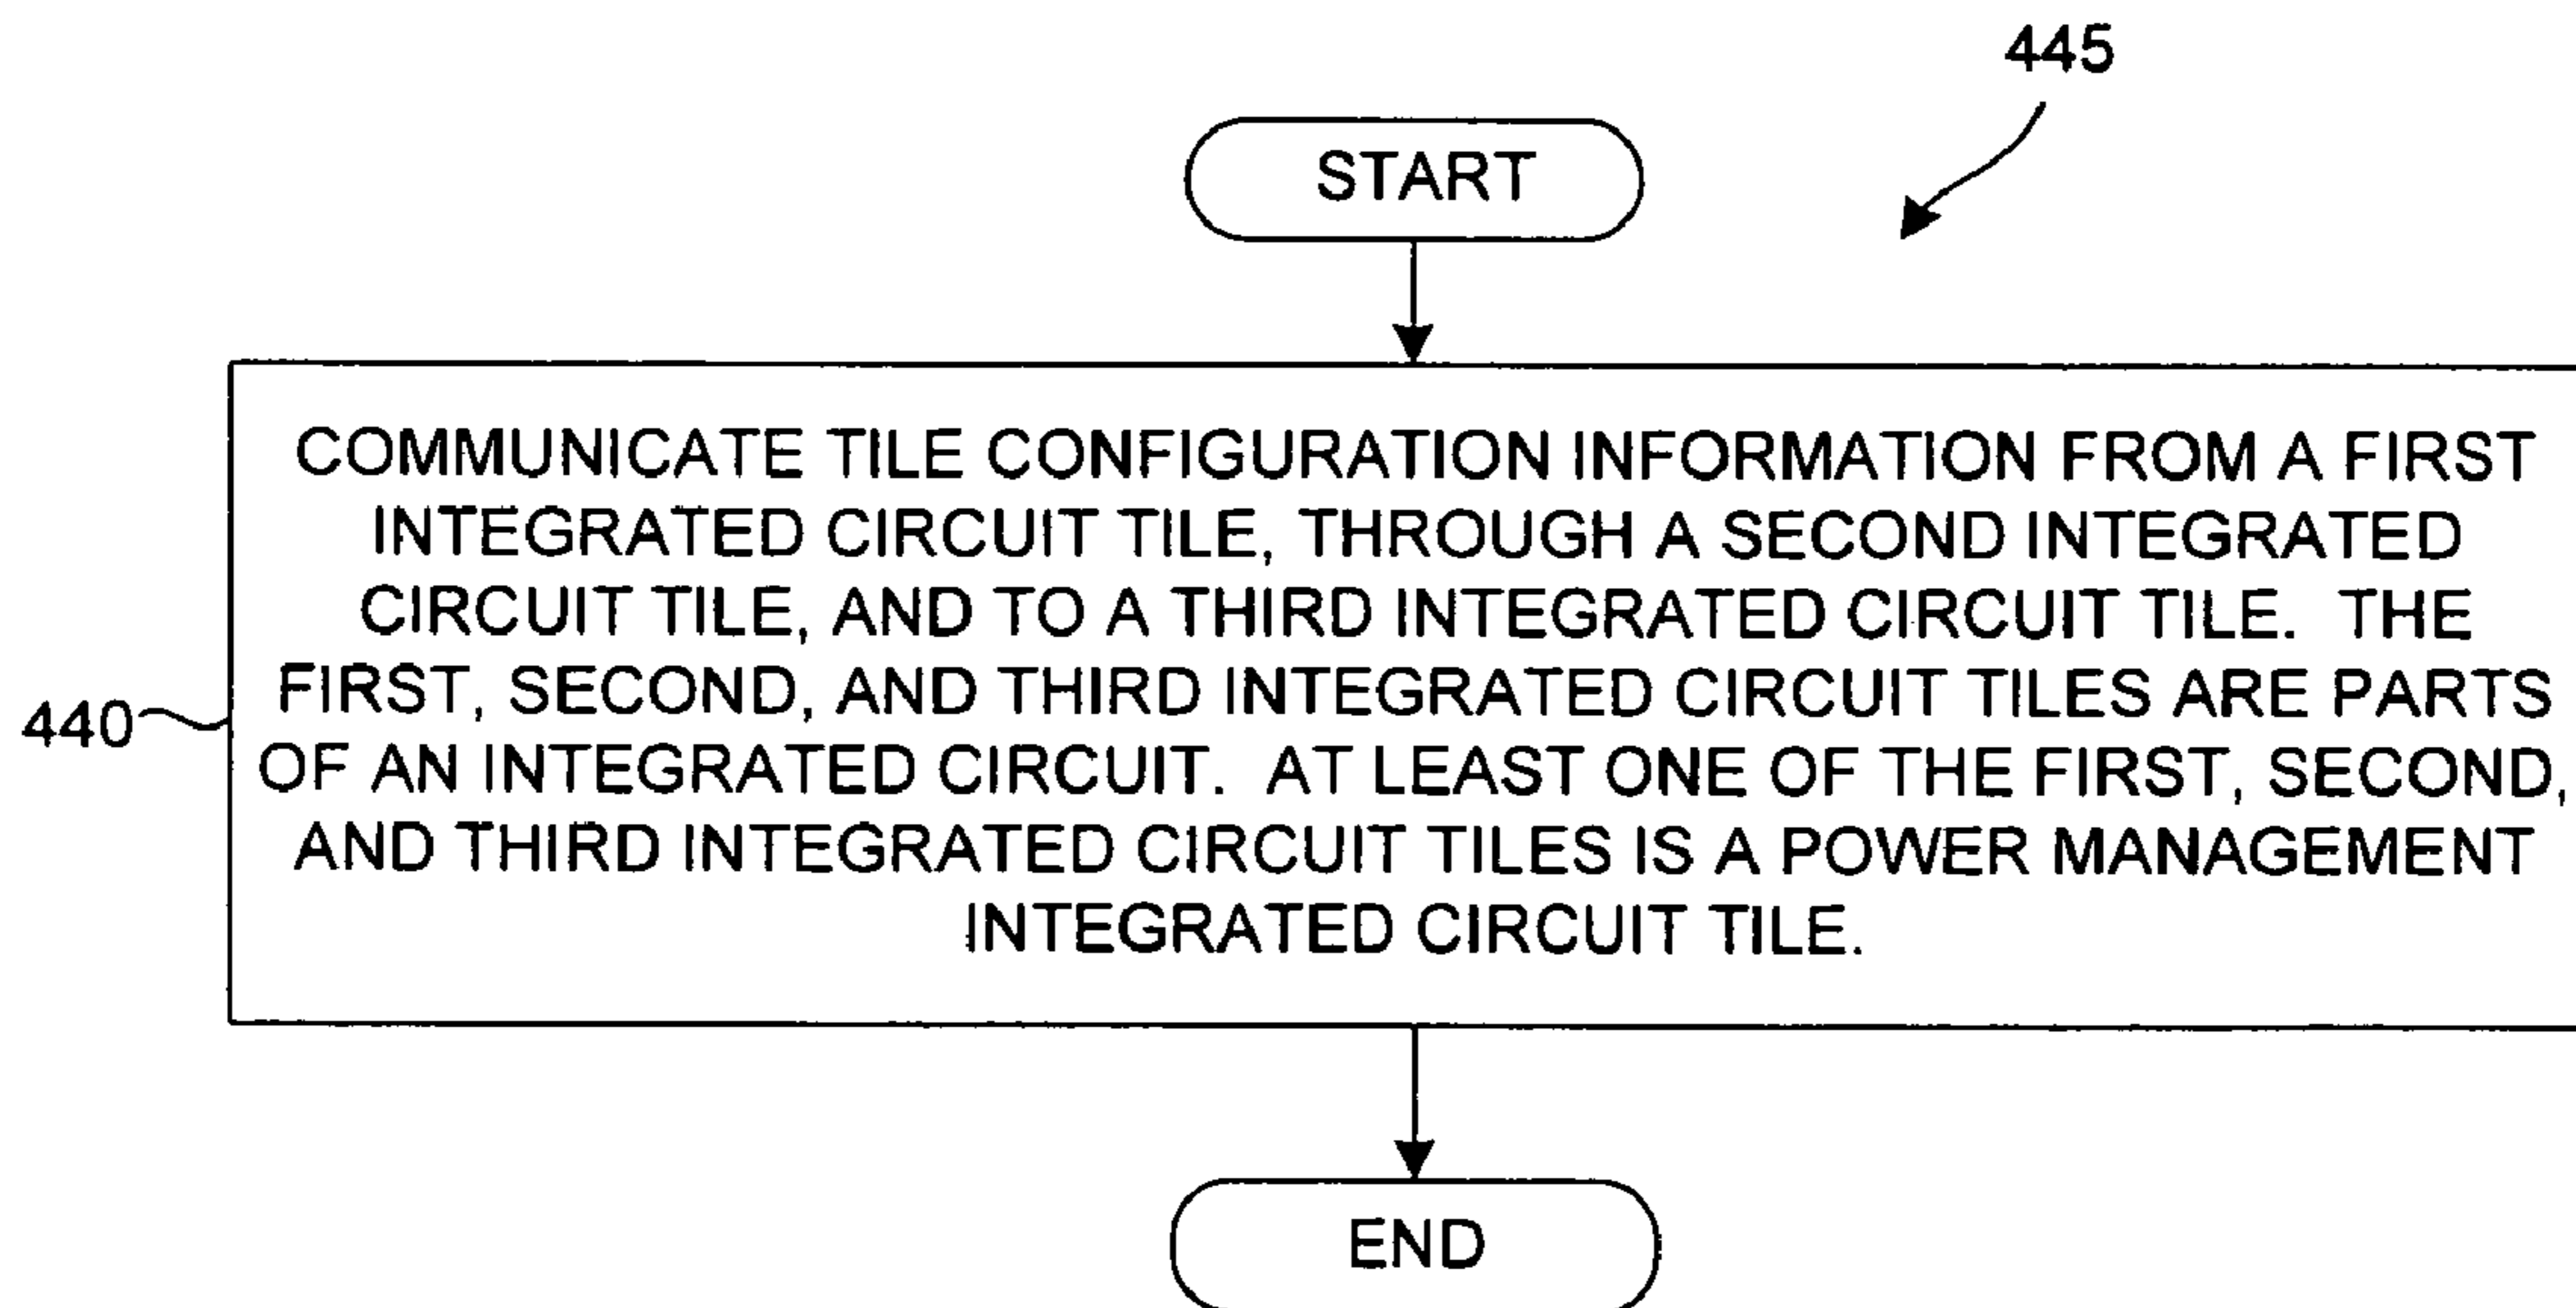 445
START
COMMUNICATE TILE CONFIGURATION INFORMATION FROM A FIRST
INTEGRATED CIRCUIT TILE, THROUGH A SECOND INTEGRATED
CIRCUIT TILE, AND TO A THIRD INTEGRATED CIRCUIT TILE. THE
FIRST, SECOND, AND THIRD INTEGRATED CIRCUIT TILES ARE PARTS
440
OF AN INTEGRATED CIRCUIT. AT LEAST ONE OF THE FIRST, SECOND,
AND THIRD INTEGRATED CIRCUIT TILES IS A POWER MANAGEMENT
INTEGRATED CIRCUIT TILE.
END